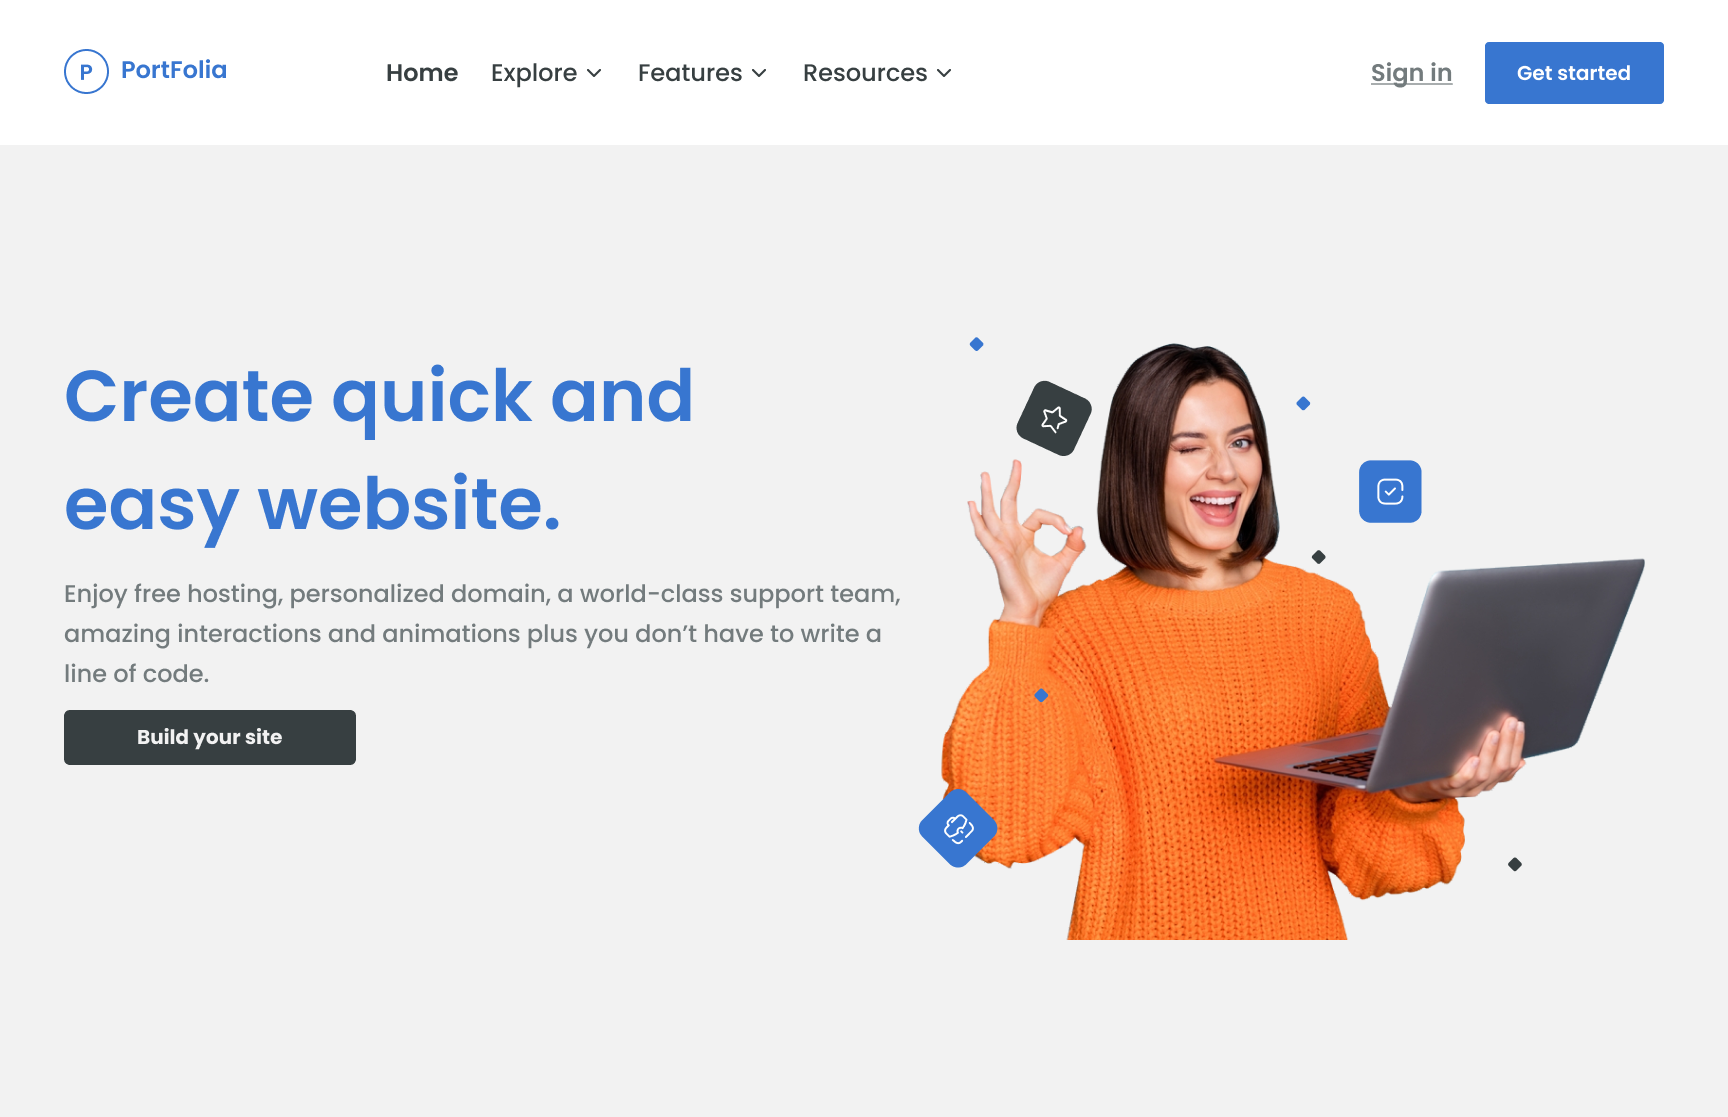 P PortFolia
Home Explore Features Resources
Sign in Get started
Create quick and
easy website.
Enjoy free hosting, personalized domain, a world-class support team,
amazing interactions and animations plus you don’t have to write a
line of code.
Build your site